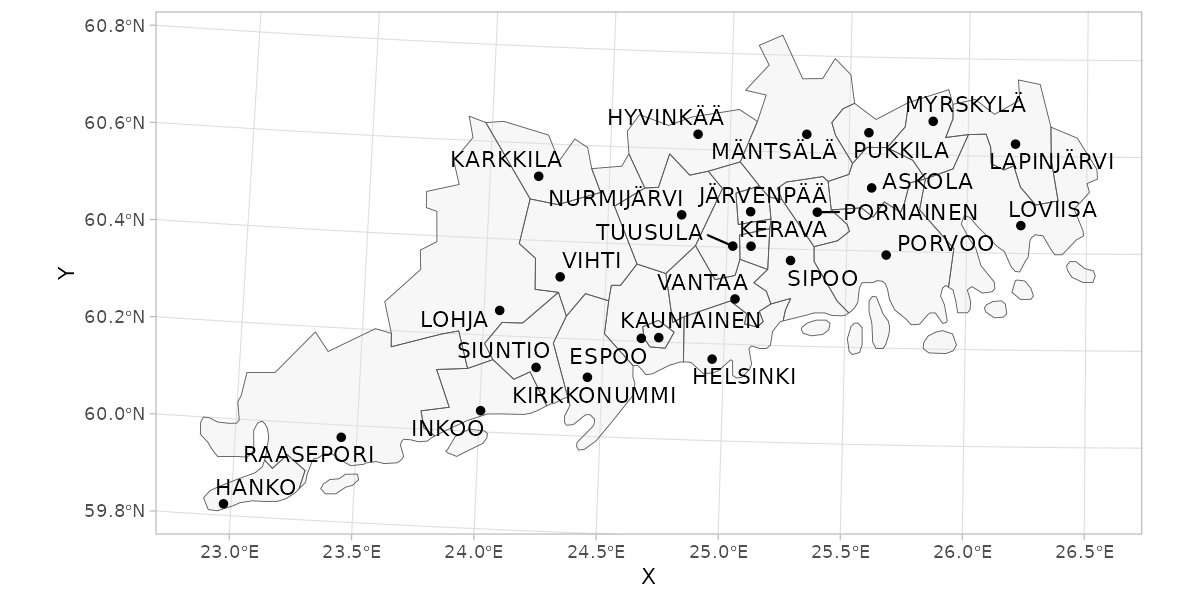 60.8°N
60.6°N
60.4°N
60.2°N
60.0°N
59.8°N
Y
MYRSKYLÄ
HYVINKÄÄ
MÄNTSÄLÄ
PUKKILA
KARKKILA
LAPINJÄRVI
ASKOLA
NURMIJÄRVI
JÄRVENPÄÄ
PORNAINEN
LOVIISA
TUUSULA
KERAVA
PORVOO
VIHTI
VANTAA
SIPOO
LOHJA
KAUNIAINEN
SIUNTIO
ESPOO
HELSINKI
KIRKKONUMMI
INKOO
RAASEPORI
HANKO
23.0°E
23.5°E
24.0°E
24.5°E
25.0°E
25.5°E
26.0°E
26.5°E
X